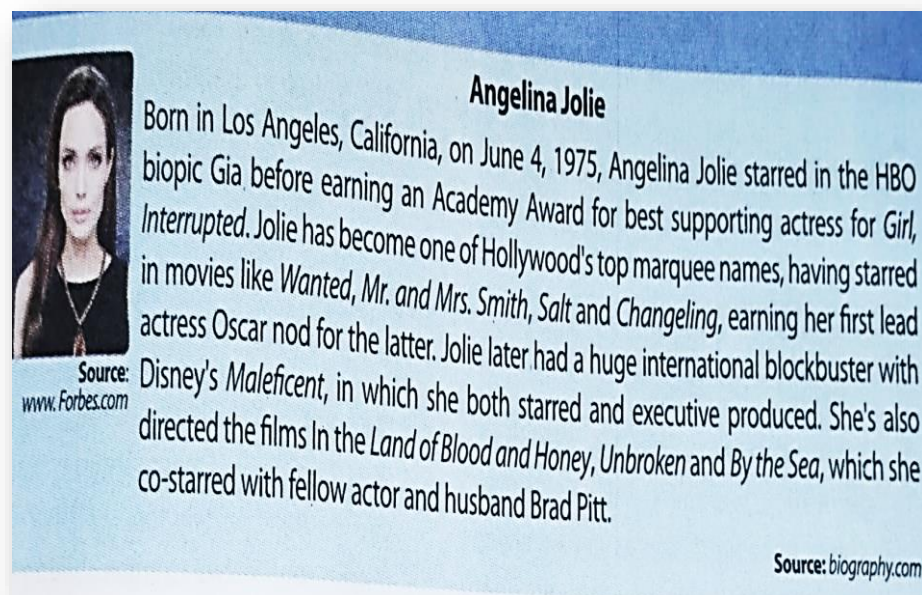 Angelina Jolie
Born in Los Angeles, California, on June 4, 1975, Angelina Jolie starred in the HBO
biopic Gia before earning an Academy Award for best supporting actress for Girl,
Interrupted. Jolie has become one of Hollywood's top marquee names, having starred
in movies like Wanted, Mr. and Mrs. Smith, Salt and Changeling, earning her first lead
actress Oscar nod for the latter. Jolie later had a huge international blockbuster with
Disney's Maleficent, in which she both starred and executive produced. She's also
directed the films In the Land of Blood and Honey, Unbroken and By the Sea, which she
co-starred with fellow actor and husband Brad Pitt.
Source:
www.Forbes.com
Source: biography.com